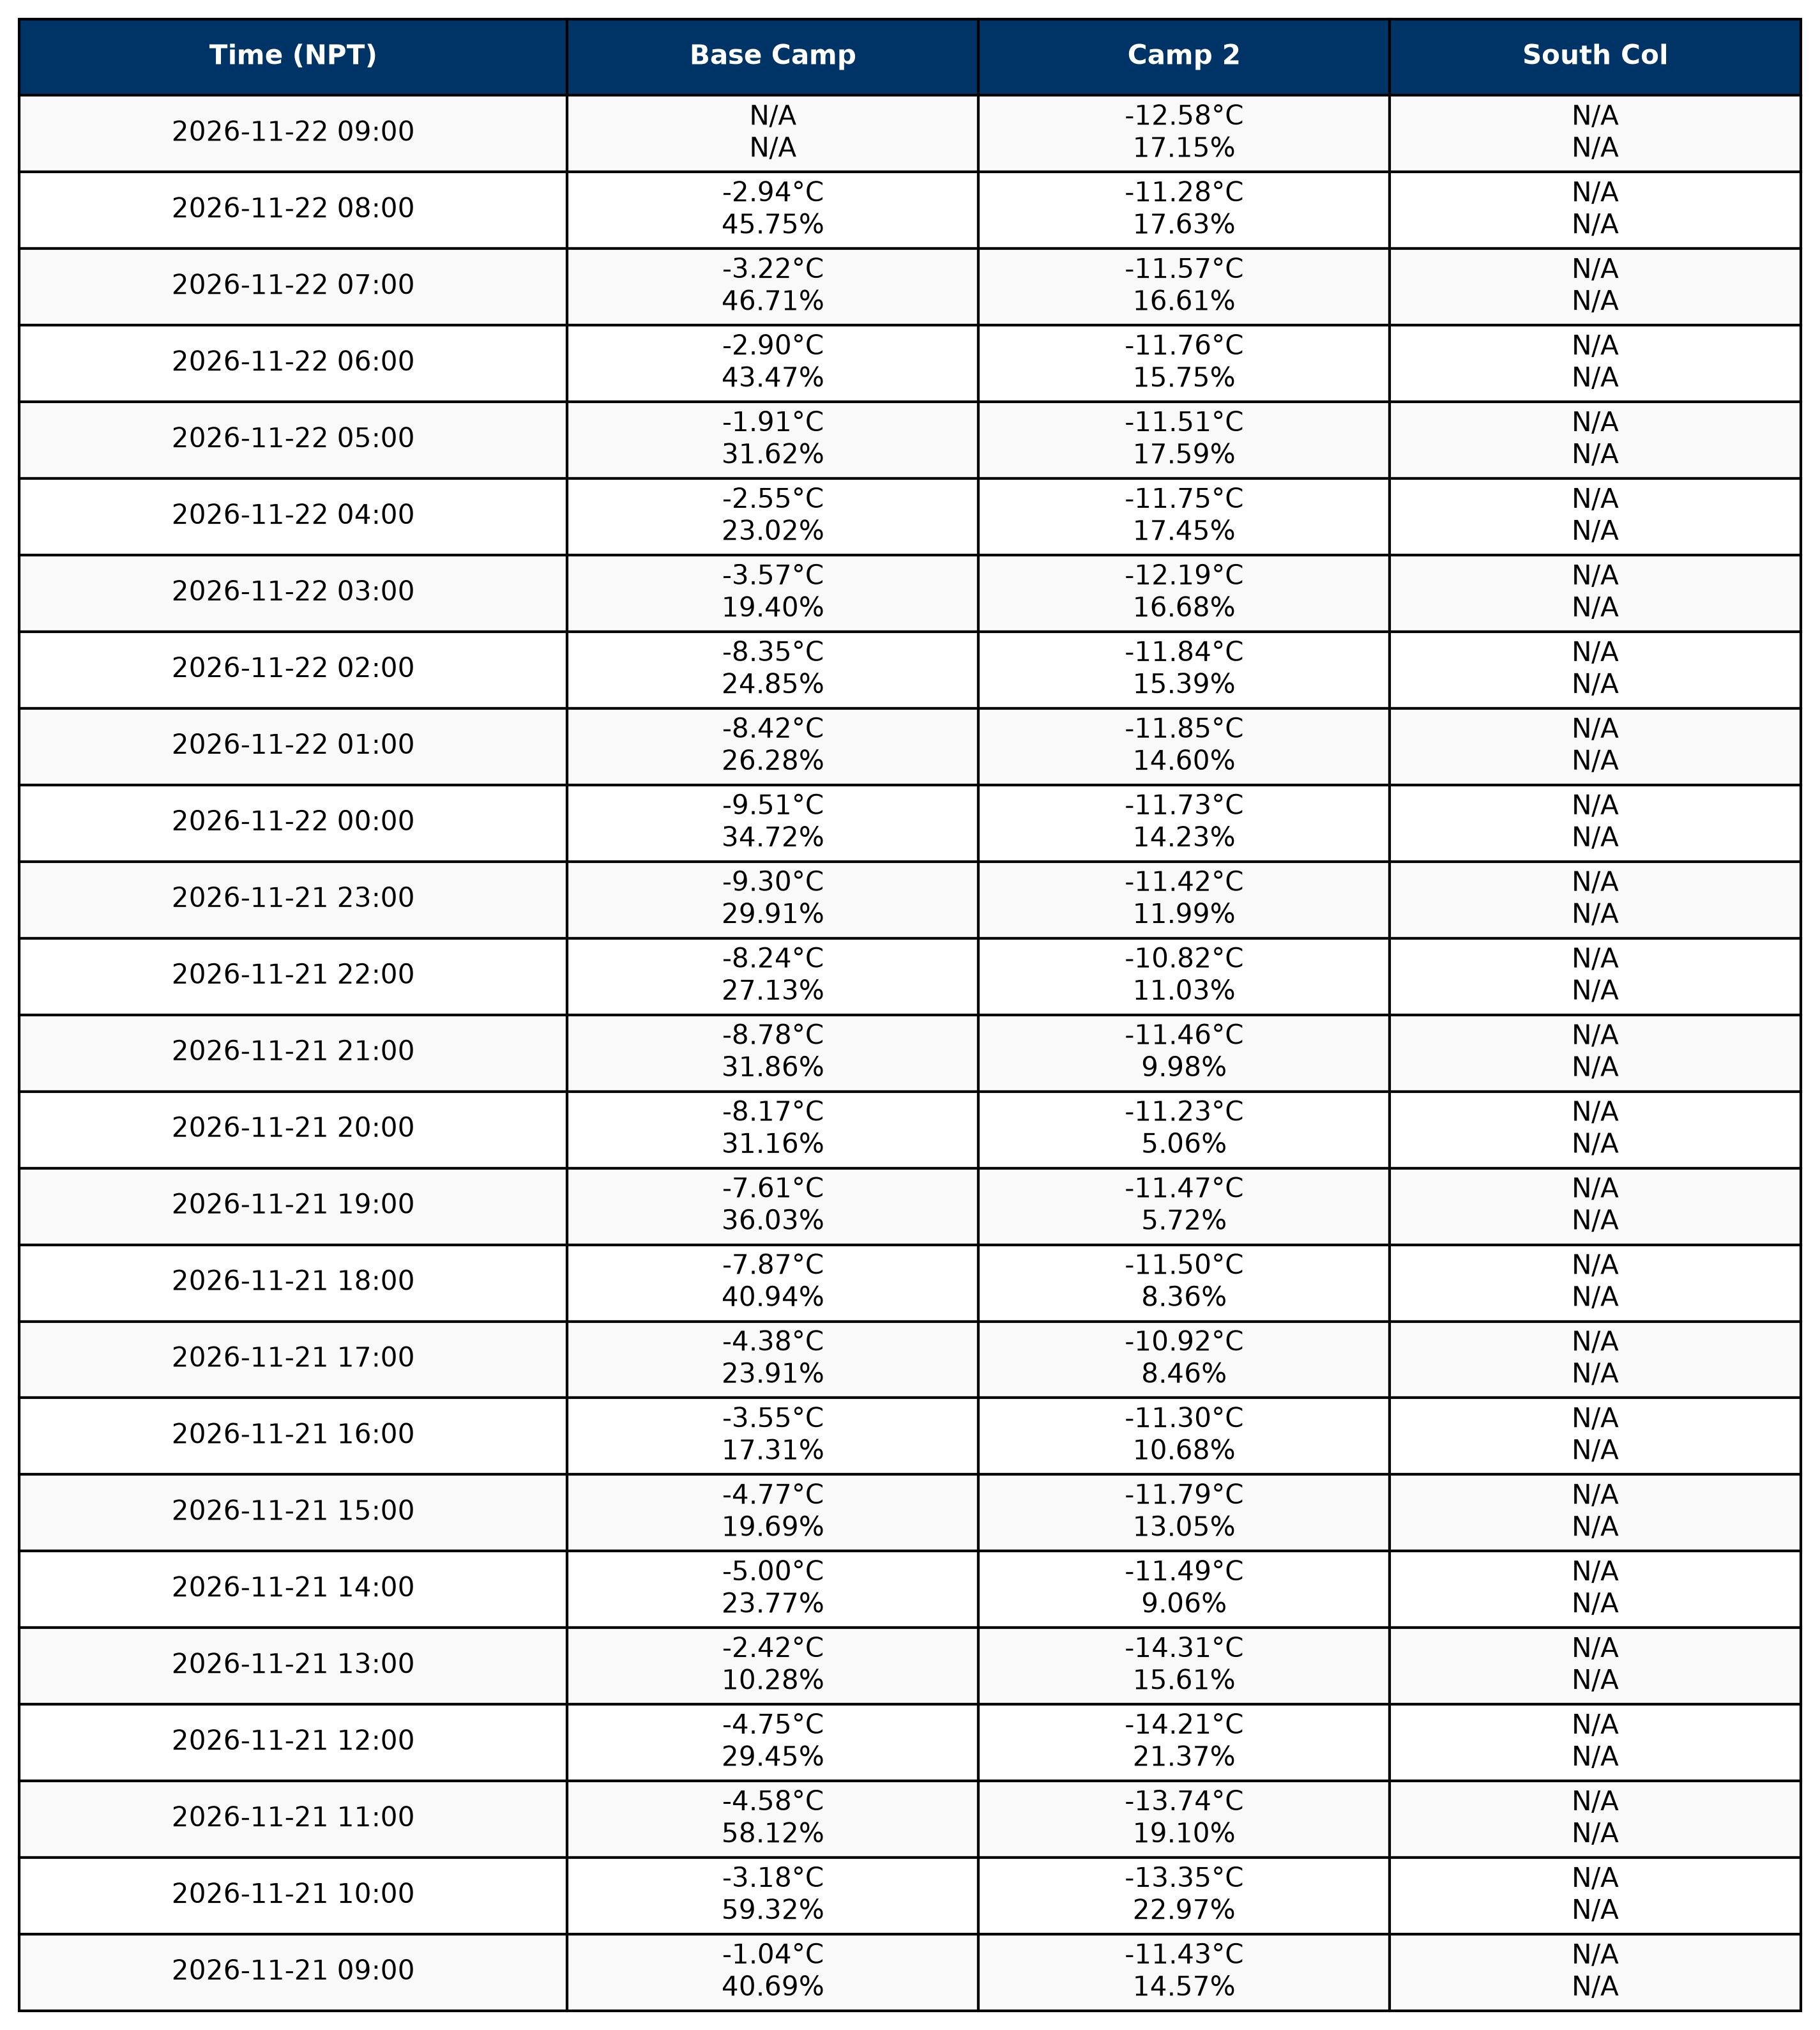 Time (NPT) Base Camp Camp 2 South Col
2026-11-22 09:00 N/A -12.58°C N/A
N/A 17.15% N/A
2026-11-22 08:00 -2.94°C -11.28°C N/A
45.75% 17.63% N/A
2026-11-22 07:00 -3.22°C -11.57°C N/A
46.71% 16.61% N/A
2026-11-22 06:00 -2.90°C -11.76°C N/A
43.47% 15.75% N/A
2026-11-22 05:00 -1.91°C -11.51°C N/A
31.62% 17.59% N/A
2026-11-22 04:00 -2.55°C -11.75°C N/A
23.02% 17.45% N/A
2026-11-22 03:00 -3.57°C -12.19°C N/A
19.40% 16.68% N/A
2026-11-22 02:00 -8.35°C -11.84°C N/A
24.85% 15.39% N/A
2026-11-22 01:00 -8.42°C -11.85°C N/A
26.28% 14.60% N/A
2026-11-22 00:00 -9.51°C -11.73°C N/A
34.72% 14.23% N/A
2026-11-21 23:00 -9.30°C -11.42°C N/A
29.91% 11.99% N/A
2026-11-21 22:00 -8.24°C -10.82°C N/A
27.13% 11.03% N/A
2026-11-21 21:00 -8.78°C -11.46°C N/A
31.86% 9.98% N/A
2026-11-21 20:00 -8.17°C -11.23°C N/A
31.16% 5.06% N/A
2026-11-21 19:00 -7.61°C -11.47°C N/A
36.03% 5.72% N/A
2026-11-21 18:00 -7.87°C -11.50°C N/A
40.94% 8.36% N/A
2026-11-21 17:00 -4.38°C -10.92°C N/A
23.91% 8.46% N/A
2026-11-21 16:00 -3.55°C -11.30°C N/A
17.31% 10.68% N/A
2026-11-21 15:00 -4.77°C -11.79°C N/A
19.69% 13.05% N/A
2026-11-21 14:00 -5.00°C -11.49°C N/A
23.77% 9.06% N/A
2026-11-21 13:00 -2.42°C -14.31°C N/A
10.28% 15.61% N/A
2026-11-21 12:00 -4.75°C -14.21°C N/A
29.45% 21.37% N/A
2026-11-21 11:00 -4.58°C -13.74°C N/A
58.12% 19.10% N/A
2026-11-21 10:00 -3.18°C -13.35°C N/A
59.32% 22.97% N/A
2026-11-21 09:00 -1.04°C -11.43°C N/A
40.69% 14.57% N/A